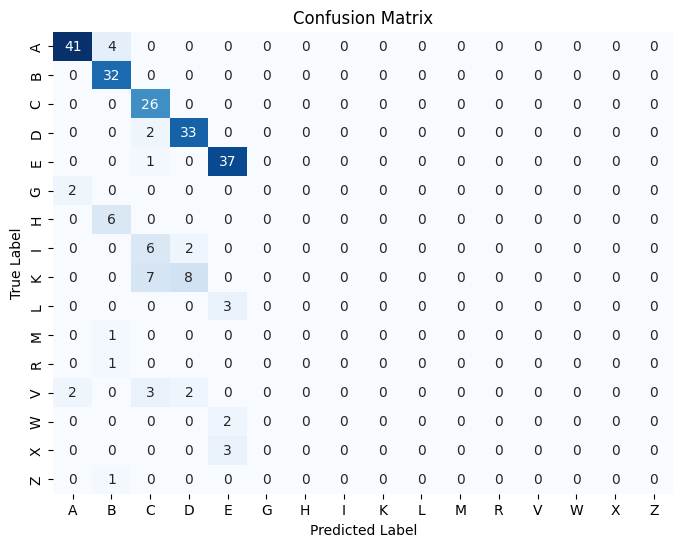 Confusion Matrix
A 41 4 0 0 0 0 0 0 0 0 0 0 0 0 0 0
B 0 32 0 0 0 0 0 0 0 0 0 0 0 0 0 0
C 0 0 26 0 0 0 0 0 0 0 0 0 0 0 0 0
D 0 0 2 33 0 0 0 0 0 0 0 0 0 0 0 0
E 0 0 1 0 37 0 0 0 0 0 0 0 0 0 0 0
G 2 0 0 0 0 0 0 0 0 0 0 0 0 0 0 0
H 0 6 0 0 0 0 0 0 0 0 0 0 0 0 0 0
I 0 0 6 2 0 0 0 0 0 0 0 0 0 0 0 0
K 0 0 7 8 0 0 0 0 0 0 0 0 0 0 0 0
L 0 0 0 0 3 0 0 0 0 0 0 0 0 0 0 0
M 0 1 0 0 0 0 0 0 0 0 0 0 0 0 0 0
R 0 1 0 0 0 0 0 0 0 0 0 0 0 0 0 0
V 2 0 3 2 0 0 0 0 0 0 0 0 0 0 0 0
W 0 0 0 0 2 0 0 0 0 0 0 0 0 0 0 0
X 0 0 0 0 3 0 0 0 0 0 0 0 0 0 0 0
Z 0 1 0 0 0 0 0 0 0 0 0 0 0 0 0 0
A B C D E G H I K L M R V W X Z
True Label
Predicted Label